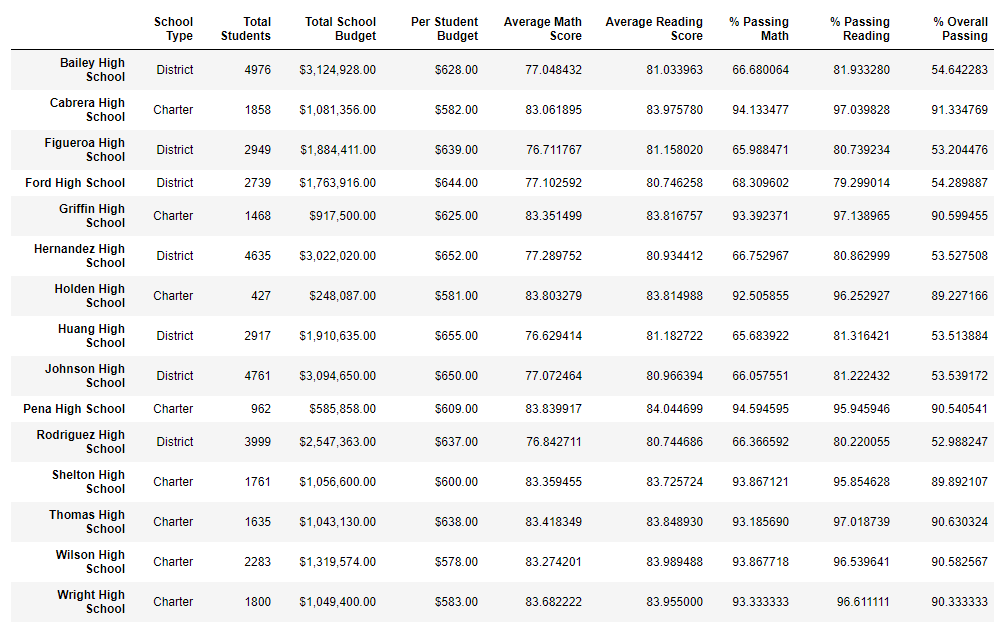 School Type Total Students Total School Budget Per Student Budget Average Math Score Average Reading Score % Passing Math % Passing Reading % Overall Passing
Bailey High School District 4976 $3,124,928.00 $628.00 77.048432 81.033963 66.680064 81.933280 54.642283
Cabrera High School Charter 1858 $1,081,356.00 $582.00 83.061895 83.975780 94.133477 97.039828 91.334769
Figueroa High School District 2949 $1,884,411.00 $639.00 76.711767 81.158020 65.988471 80.739234 53.204476
Ford High School District 2739 $1,763,916.00 $644.00 77.102592 80.746258 68.309602 79.299014 54.289887
Griffin High School Charter 1468 $917,500.00 $625.00 83.351499 83.816757 93.392371 97.138965 90.599455
Hernandez High School District 4635 $3,022,020.00 $652.00 77.289752 80.934412 66.752967 80.862999 53.527508
Holden High School Charter 427 $248,087.00 $581.00 83.803279 83.814988 92.505855 96.252927 89.227166
Huang High School District 2917 $1,910,635.00 $655.00 76.629414 81.182722 65.683922 81.316421 53.513884
Johnson High School District 4761 $3,094,650.00 $650.00 77.072464 80.966394 66.057551 81.222432 53.539172
Pena High School Charter 962 $585,858.00 $609.00 83.839917 84.044699 94.594595 95.945946 90.540541
Rodriguez High School District 3999 $2,547,363.00 $637.00 76.842711 80.744686 66.366592 80.220055 52.988247
Shelton High School Charter 1761 $1,056,600.00 $600.00 83.359455 83.725724 93.867121 95.854628 89.892107
Thomas High School Charter 1635 $1,043,130.00 $638.00 83.418349 83.848930 93.185690 97.018739 90.630324
Wilson High School Charter 2283 $1,319,574.00 $578.00 83.274201 83.989488 93.867718 96.539641 90.582567
Wright High School Charter 1800 $1,049,400.00 $583.00 83.682222 83.955000 93.333333 96.611111 90.333333